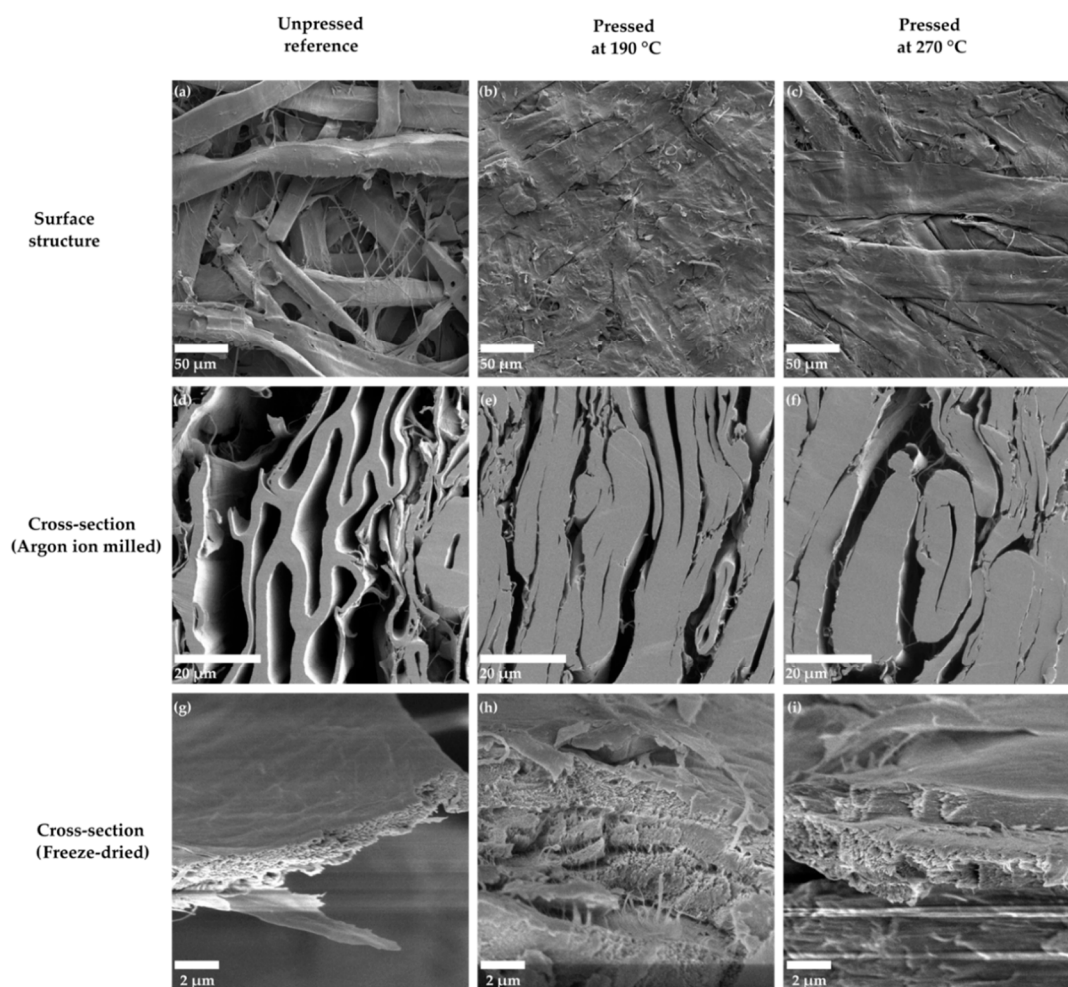 Unpressed
reference
Pressed
at 190 °C
Pressed
at 270 °C
Surface
structure
(a)
50 µm
(b)
50 µm
(c)
50 µm
Cross-section
(Argon ion milled)
(d)
20 µm
(e)
20 µm
(f)
20 µm
Cross-section
(Freeze-dried)
(g)
2 µm
(h)
2 µm
(i)
2 µm